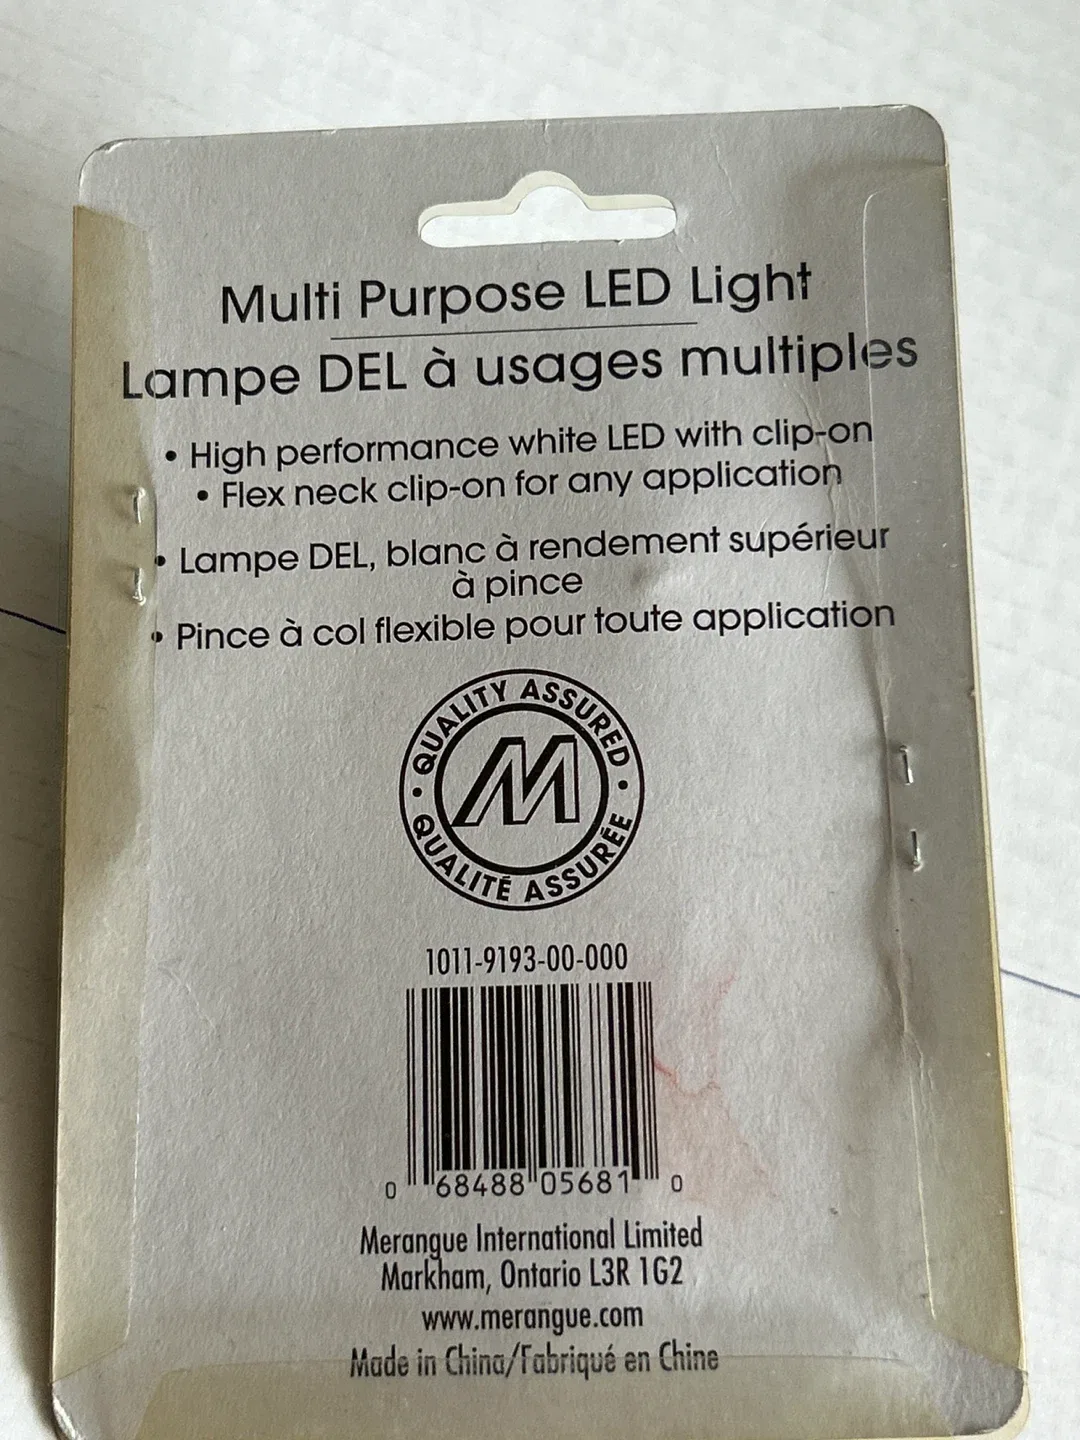 Multi Purpose LED Light
Lampe DEL à usages multiples
• High performance white LED with clip-on
• Flex neck clip-on for any application
• Lampe DEL, blanc à rendement supérieur
à pince
• Pince à col flexible pour toute application
• QUALITY ASSURED •
M
QUALITÉ ASSURÉE
1011-9193-00-000
0 68488 05681 0
Merangue International Limited
Markham, Ontario L3R 1G2
www.merangue.com
Made in China/Fabriqué en Chine